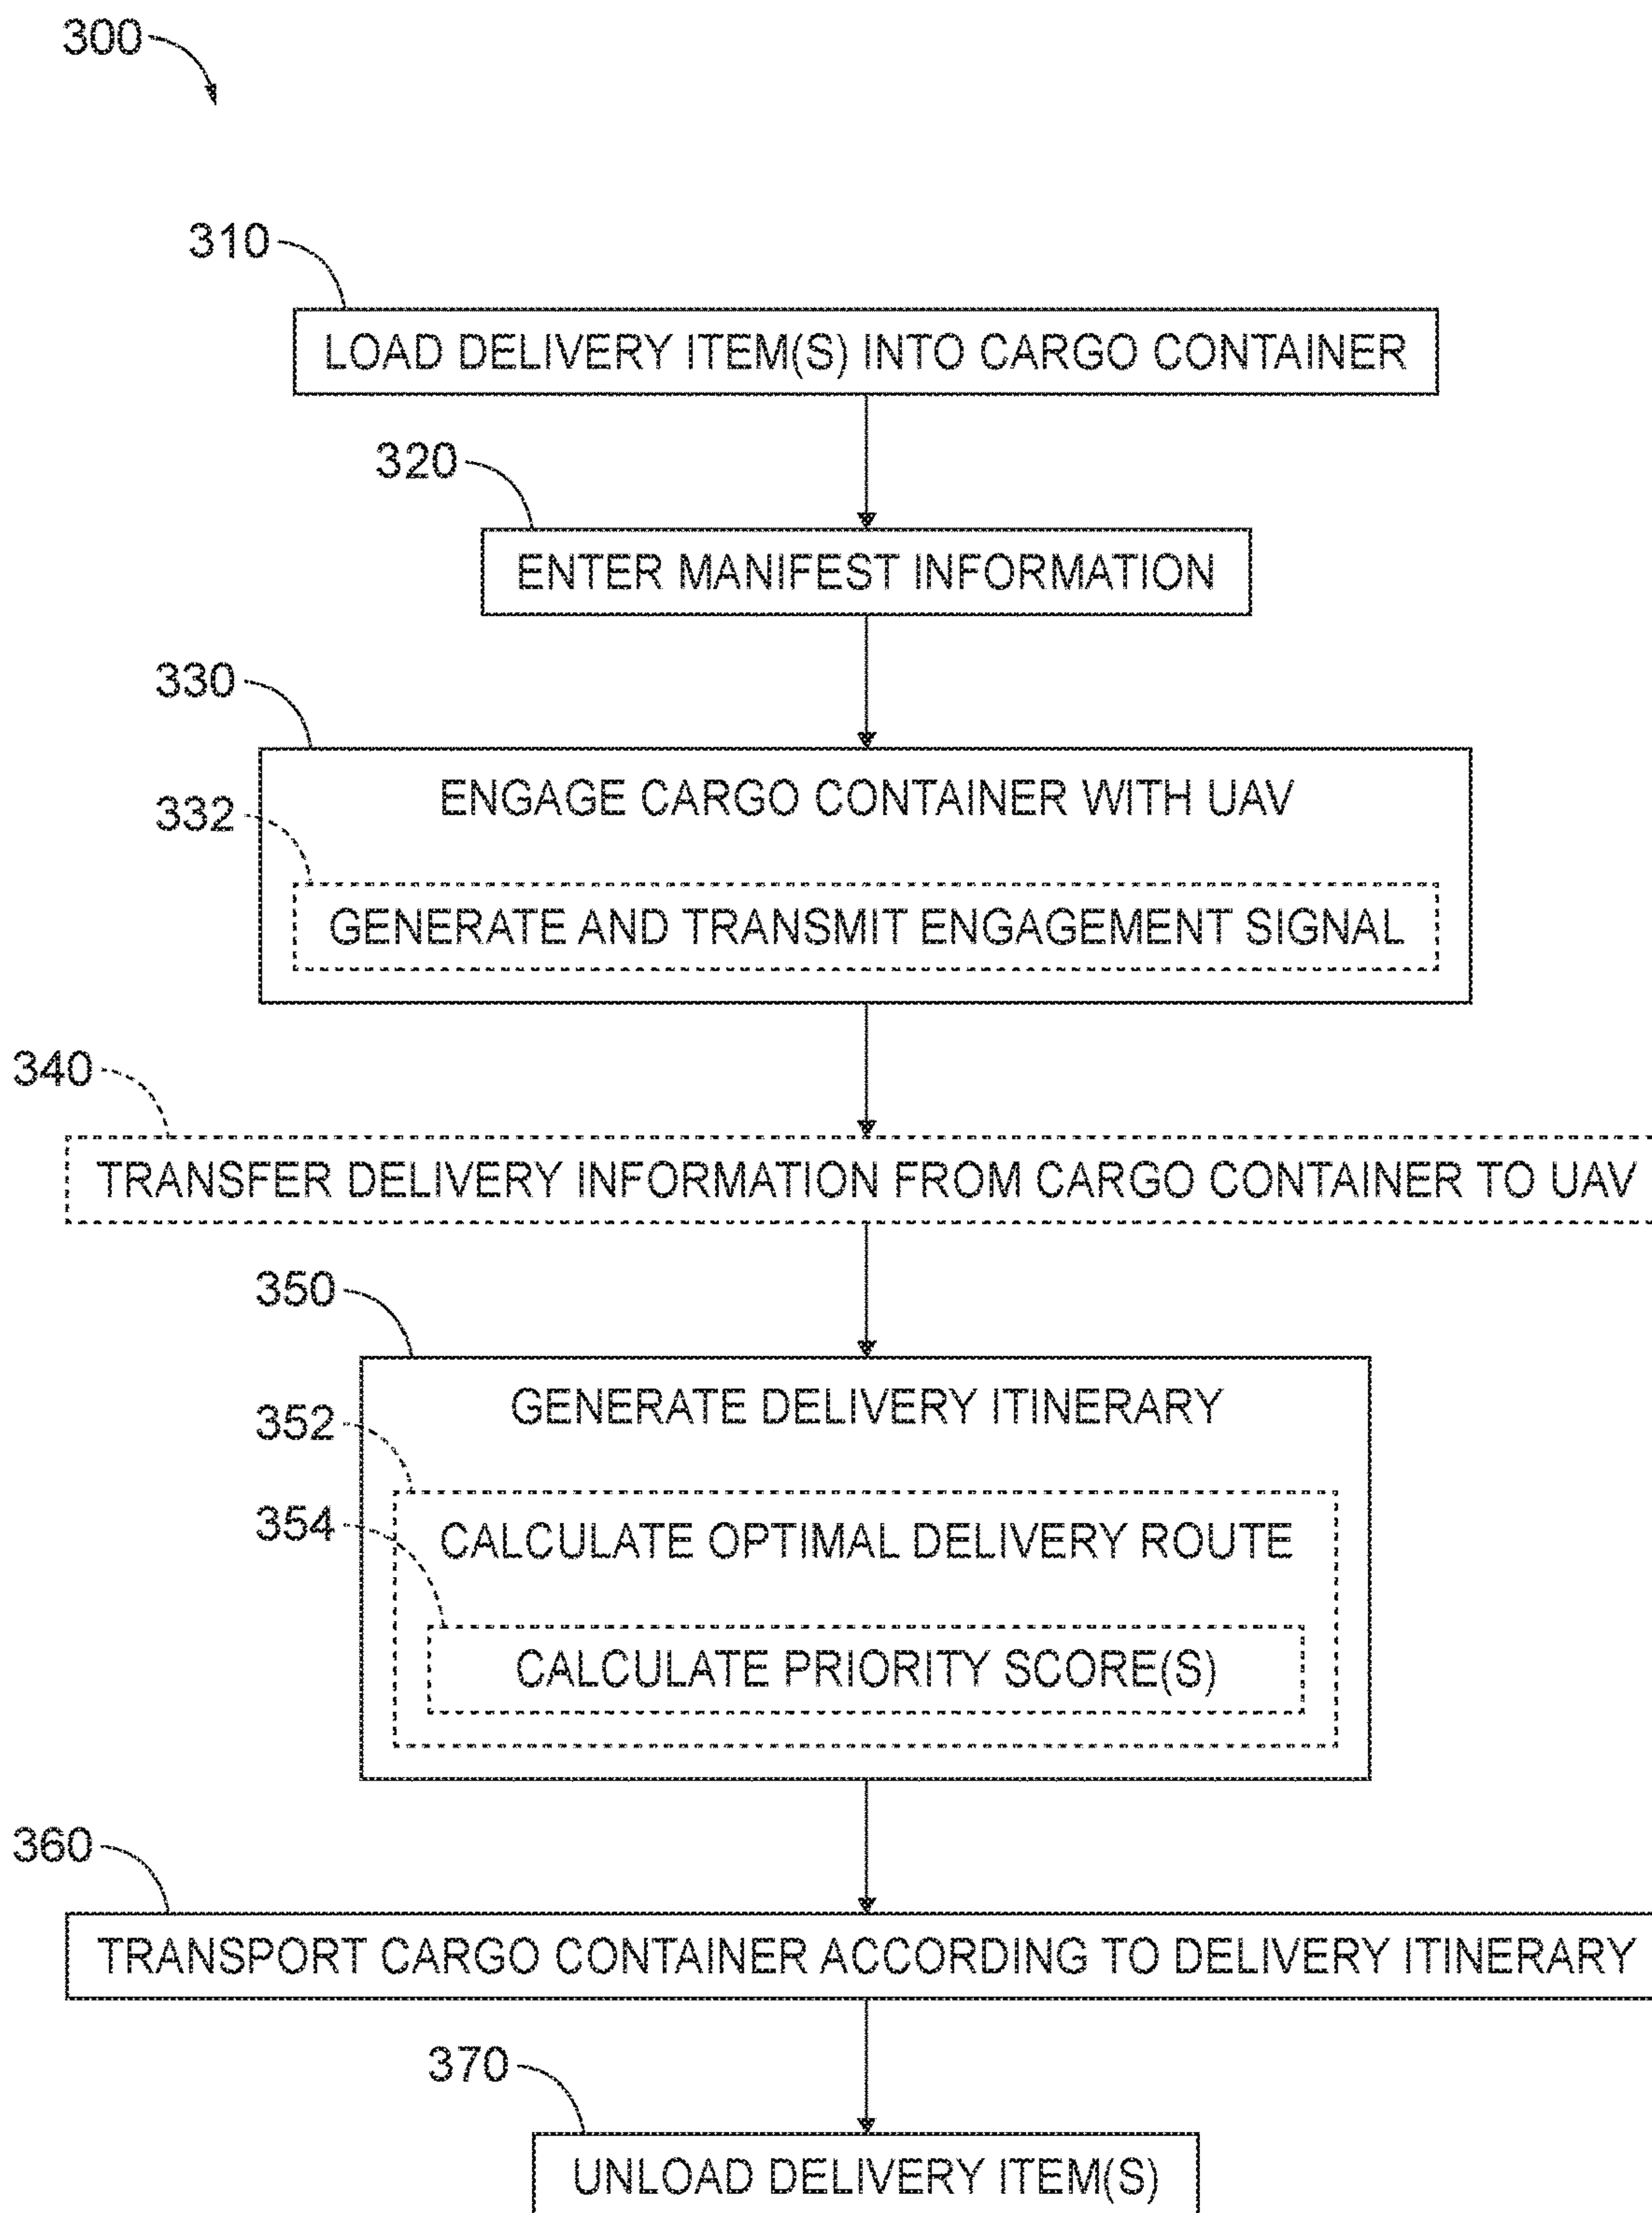 300
310
LOAD DELIVERY ITEM(S) INTO CARGO CONTAINER
320
ENTER MANIFEST INFORMATION
330
ENGAGE CARGO CONTAINER WITH UAV
332
GENERATE AND TRANSMIT ENGAGEMENT SIGNAL
340
TRANSFER DELIVERY INFORMATION FROM CARGO CONTAINER TO UAV
350
GENERATE DELIVERY ITINERARY
352
CALCULATE OPTIMAL DELIVERY ROUTE
354
CALCULATE PRIORITY SCORE(S)
360
TRANSPORT CARGO CONTAINER ACCORDING TO DELIVERY ITINERARY
370
UNLOAD DELIVERY ITEM(S)